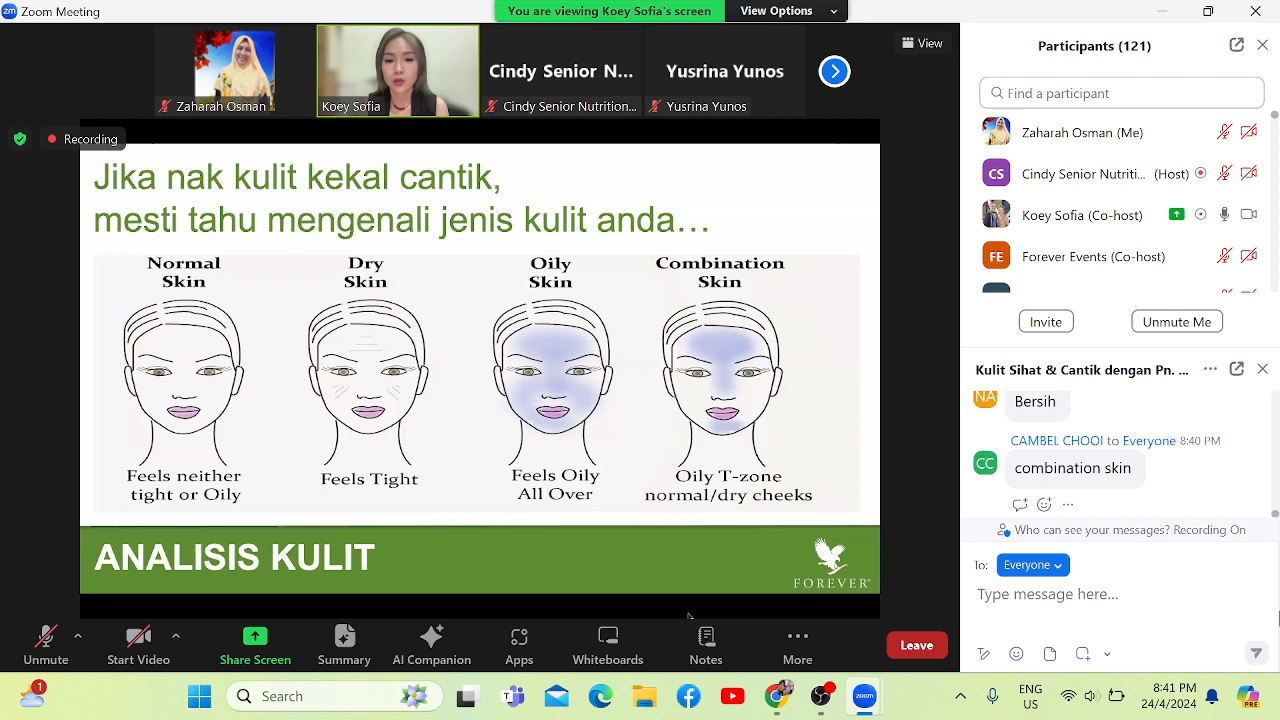 Zoom Meeting
You are viewing Koey Sofia's screen
View Options
Zaharah Osman
Koey Sofia
Cindy Senior N...
Cindy Senior Nutrition...
Yusrina Yunos
Yusrina Yunos
View
Recording
Jika nak kulit kekal cantik,
mesti tahu mengenali jenis kulit anda...
Normal
Skin
Dry
Skin
Oily
Skin
Combination
Skin
Feels neither
tight or Oily
Feels Tight
Feels Oily
All Over
Oily T-zone
normal/dry cheeks
ANALISIS KULIT
FOREVER
Participants (121)
Find a participant
Zaharah Osman (Me)
CS
Cindy Senior Nutriti... (Host)
Koey Sofia (Co-host)
FE
Forever Events (Co-host)
Invite
Unmute Me
Kulit Sihat & Cantik dengan Pn. ...
NA
Bersih
CAMBEL CHOOI to Everyone 8:40 PM
CC
combination skin
Who can see your messages? Recording On
To: Everyone
Type message here...
Unmute
Start Video
Share Screen
Summary
AI Companion
Apps
Whiteboards
Notes
More
Leave
1
Search
zoom
ENG
US
8:41 PM
24/4/2024
PRE